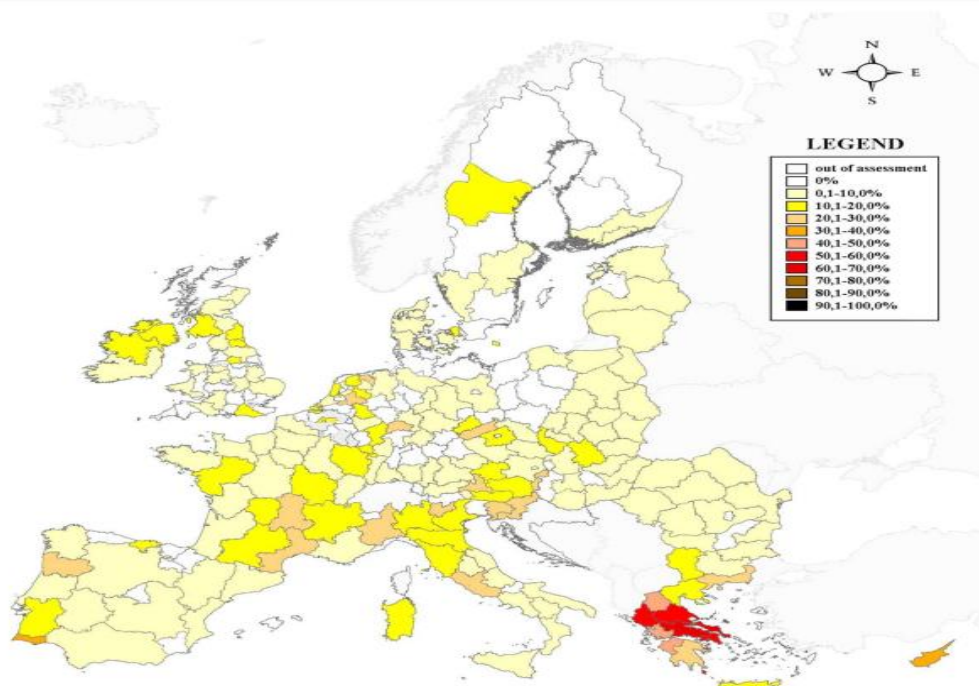 N
W E
S
LEGEND
out of assessment
0%
0,1-10,0%
10,1-20,0%
20,1-30,0%
30,1-40,0%
40,1-50,0%
50,1-60,0%
60,1-70,0%
70,1-80,0%
80,1-90,0%
90,1-100,0%